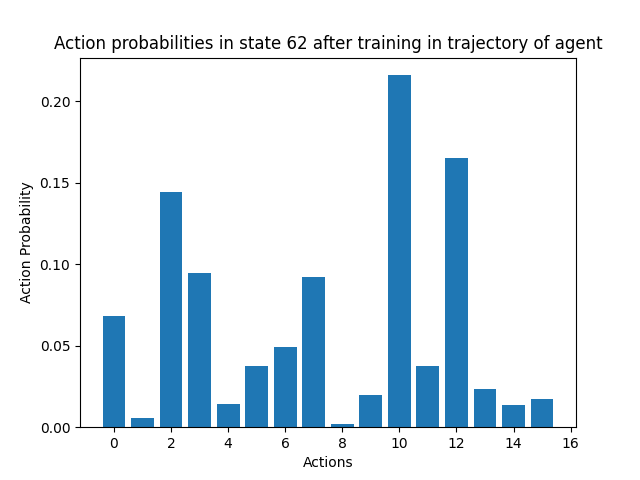 Action probabilities in state 62 after training in trajectory of agent
0.20
0.15
0.10
0.05
0.00
Action Probability
0 2 4 6 8 10 12 14 16
Actions